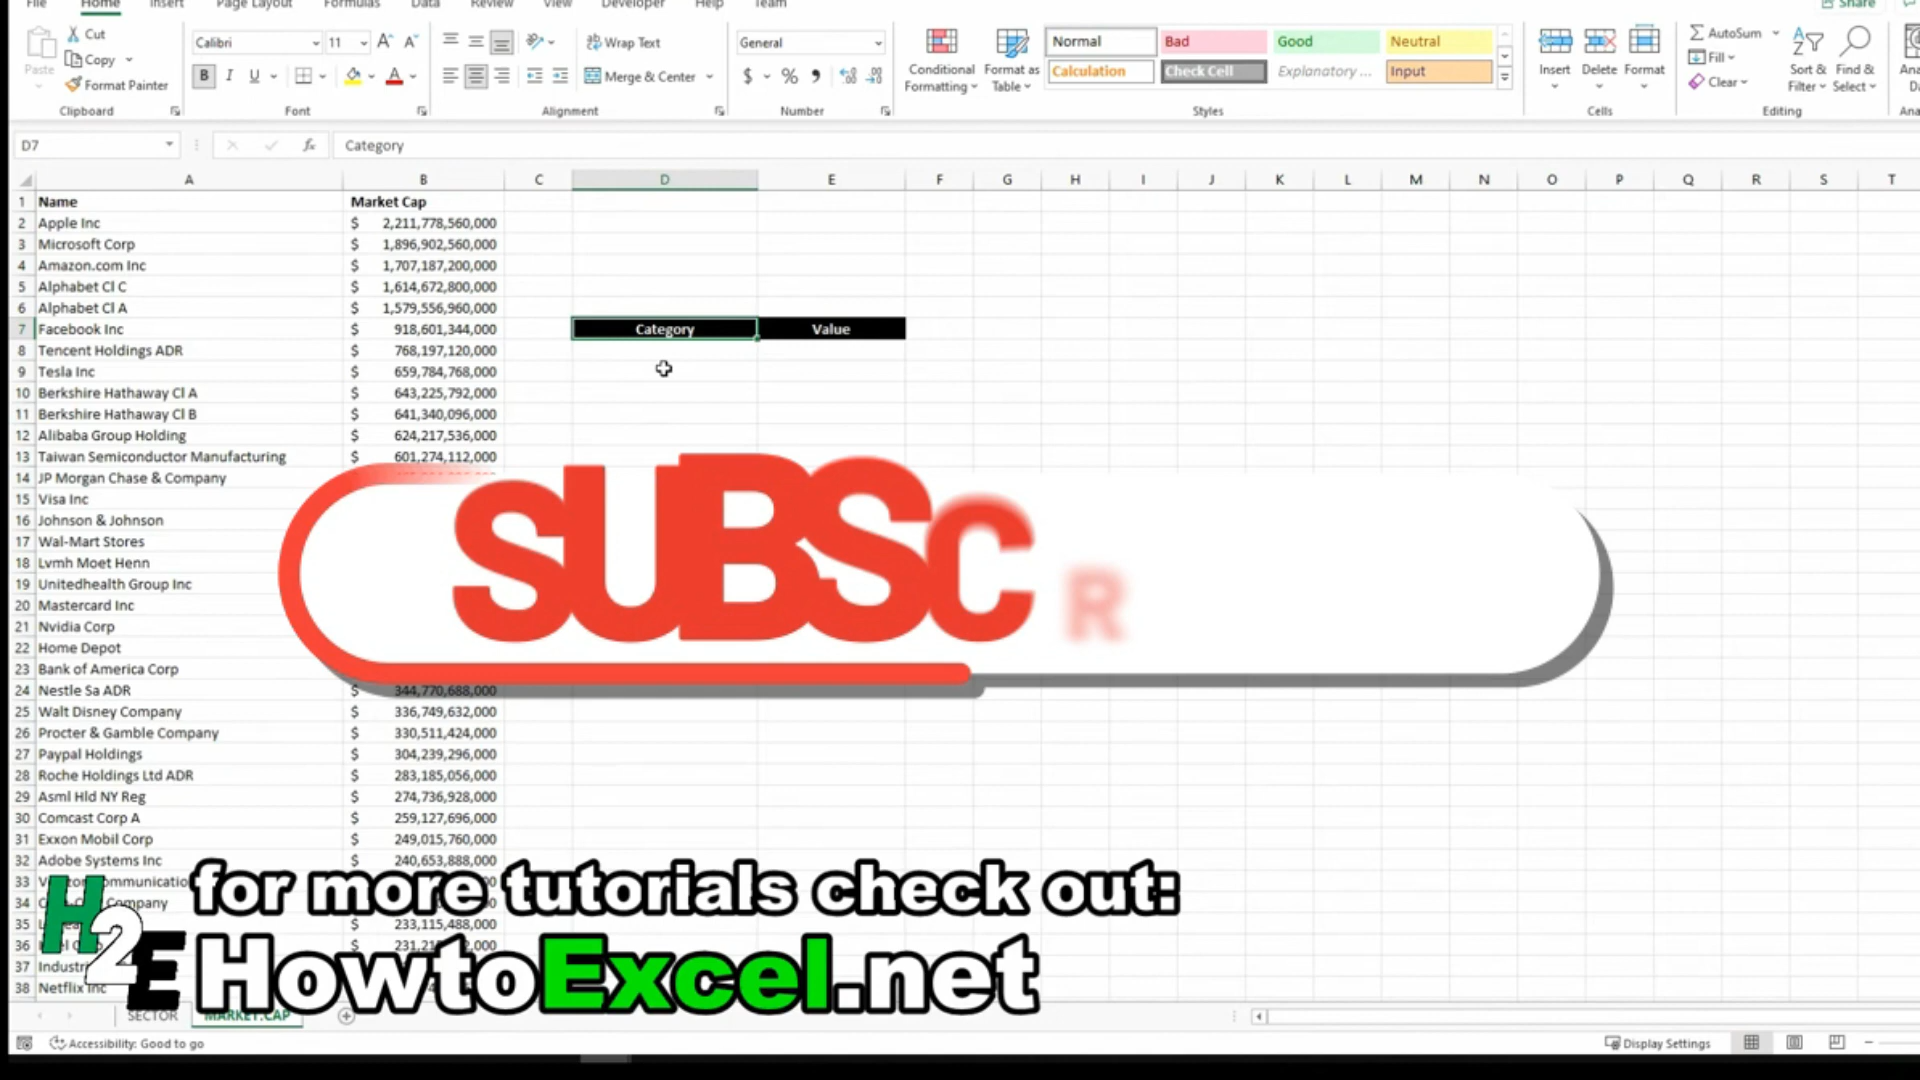 File Home Insert Page Layout Formulas Data Review View Developer Help Team Share
Paste Cut Copy Format Painter Clipboard
Calibri 11 B I U A A A Font
Wrap Text Merge & Center Alignment
General $ % Number
Conditional Formatting Format as Table
Normal Bad Good Neutral
Calculation Check Cell Explanatory ... Input
Styles
Insert Delete Format Cells
AutoSum Fill Clear Sort & Filter Find & Select Editing
D7 fx Category
A B C D E F G H I J K L M N O P Q R S T
1 Name Market Cap
2 Apple Inc $ 2,211,778,560,000
3 Microsoft Corp $ 1,896,902,560,000
4 Amazon.com Inc $ 1,707,187,200,000
5 Alphabet Cl C $ 1,614,672,800,000
6 Alphabet Cl A $ 1,579,556,960,000
7 Facebook Inc $ 918,601,344,000 Category Value
8 Tencent Holdings ADR $ 768,197,120,000
9 Tesla Inc $ 659,784,768,000
10 Berkshire Hathaway Cl A $ 643,225,792,000
11 Berkshire Hathaway Cl B $ 641,340,096,000
12 Alibaba Group Holding $ 624,217,536,000
13 Taiwan Semiconductor Manufacturing $ 601,274,112,000
14 JP Morgan Chase & Company
15 Visa Inc
16 Johnson & Johnson
17 Wal-Mart Stores
18 Lvmh Moet Henn
19 Unitedhealth Group Inc
20 Mastercard Inc
21 Nvidia Corp
22 Home Depot
23 Bank of America Corp
24 Nestle Sa ADR $ 344,770,688,000
25 Walt Disney Company $ 336,749,632,000
26 Procter & Gamble Company $ 330,511,424,000
27 Paypal Holdings $ 304,239,296,000
28 Roche Holdings Ltd ADR $ 283,185,056,000
29 Asml Hld NY Reg $ 274,736,928,000
30 Comcast Corp A $ 259,127,696,000
31 Exxon Mobil Corp $ 249,015,760,000
32 Adobe Systems Inc $ 240,653,888,000
33
34 Company
35 $ 233,115,488,000
36 $
37
38 Netflix Inc
SUBSCR
H2E
for more tutorials check out:
HowtoExcel.net
SECTOR MARKET.CAP
Accessibility: Good to go Display Settings